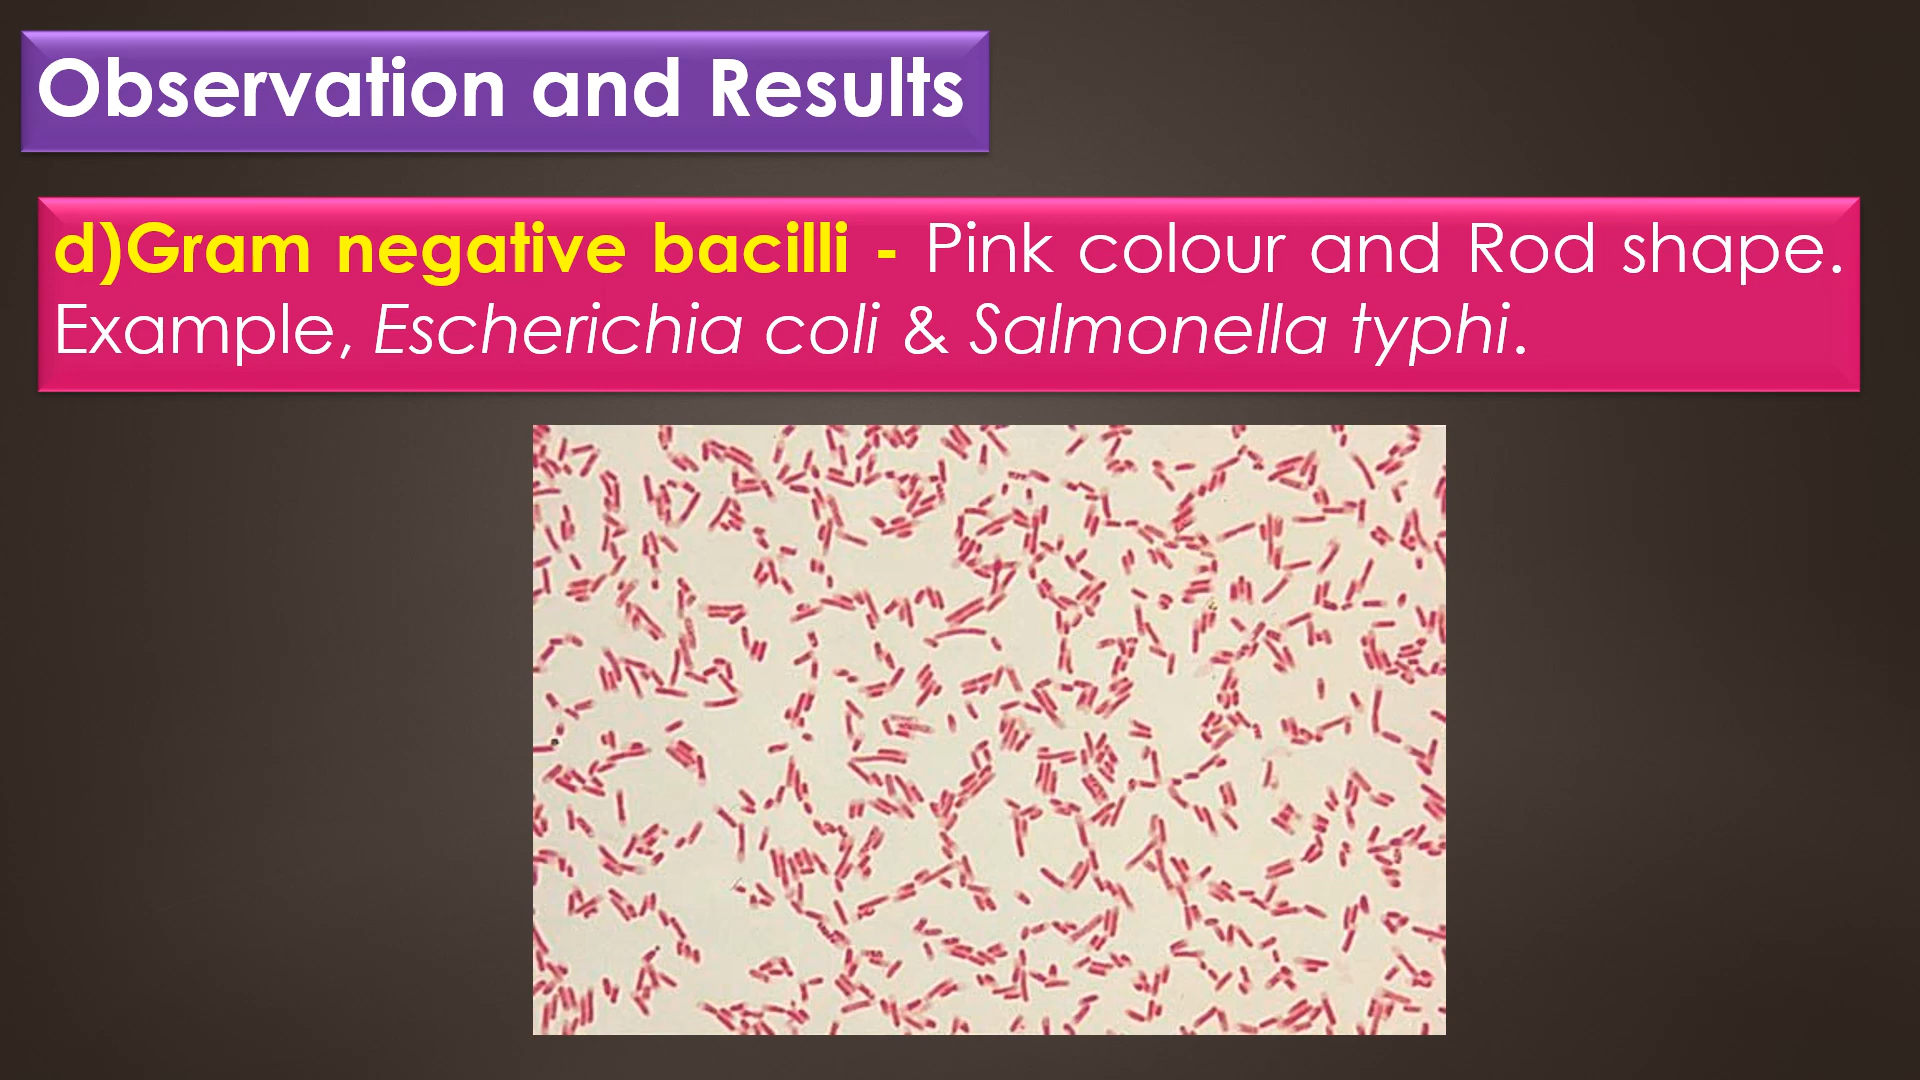 Observation and Results
d)Gram negative bacilli - Pink colour and Rod shape.
Example, Escherichia coli & Salmonella typhi.